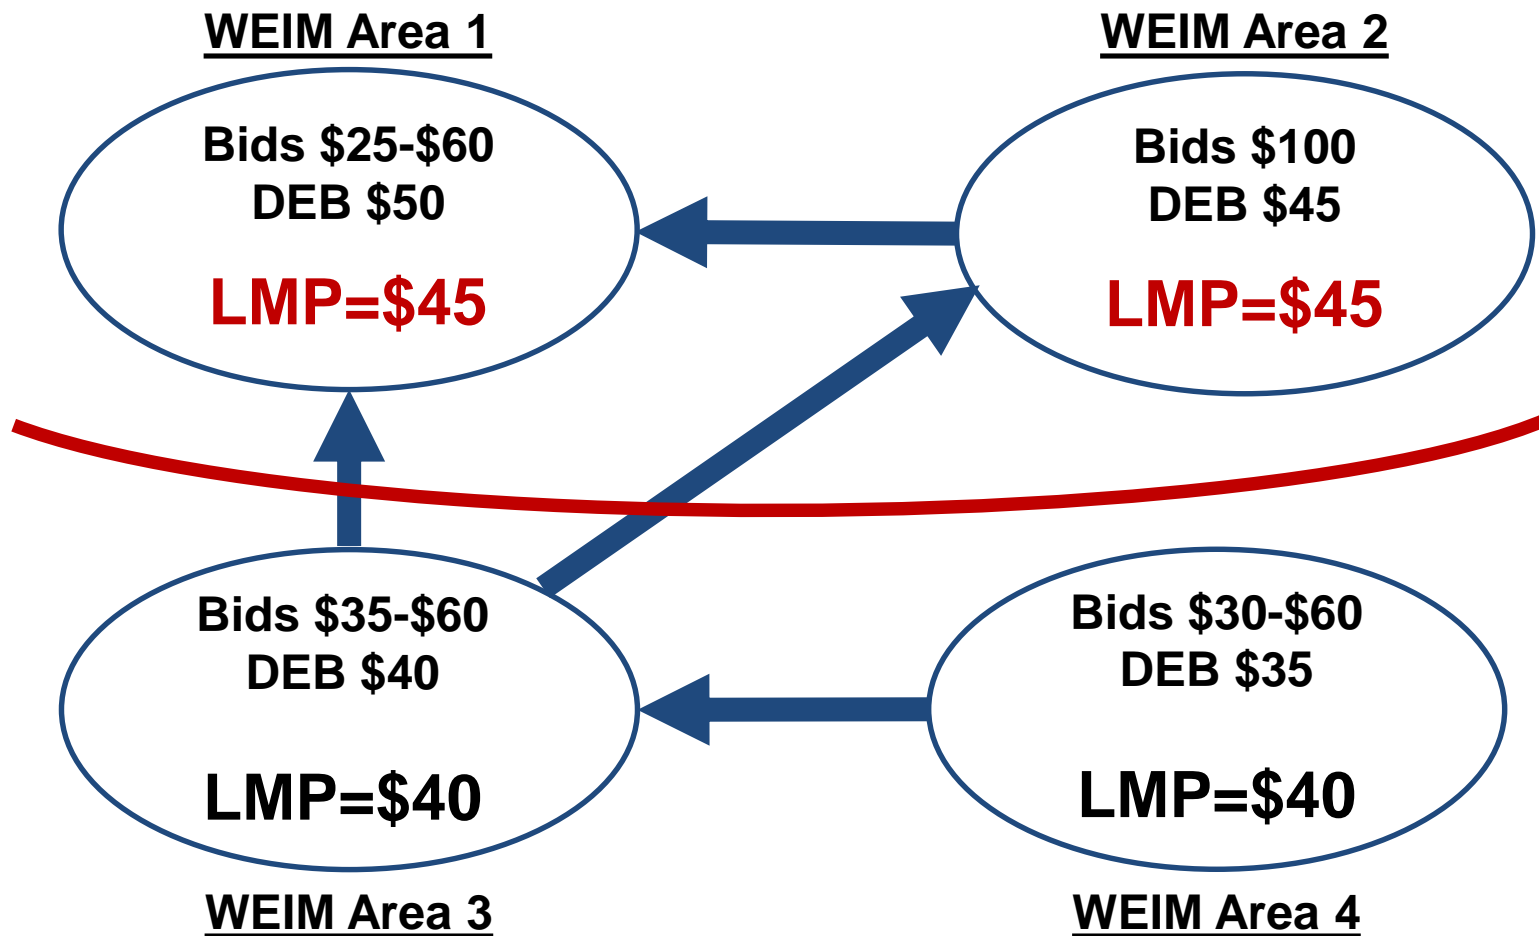 WEIM Area 1
Bids $25-$60
DEB $50
LMP=$45
WEIM Area 2
Bids $100
DEB $45
LMP=$45
Bids $35-$60
DEB $40
LMP=$40
WEIM Area 3
Bids $30-$60
DEB $35
LMP=$40
WEIM Area 4